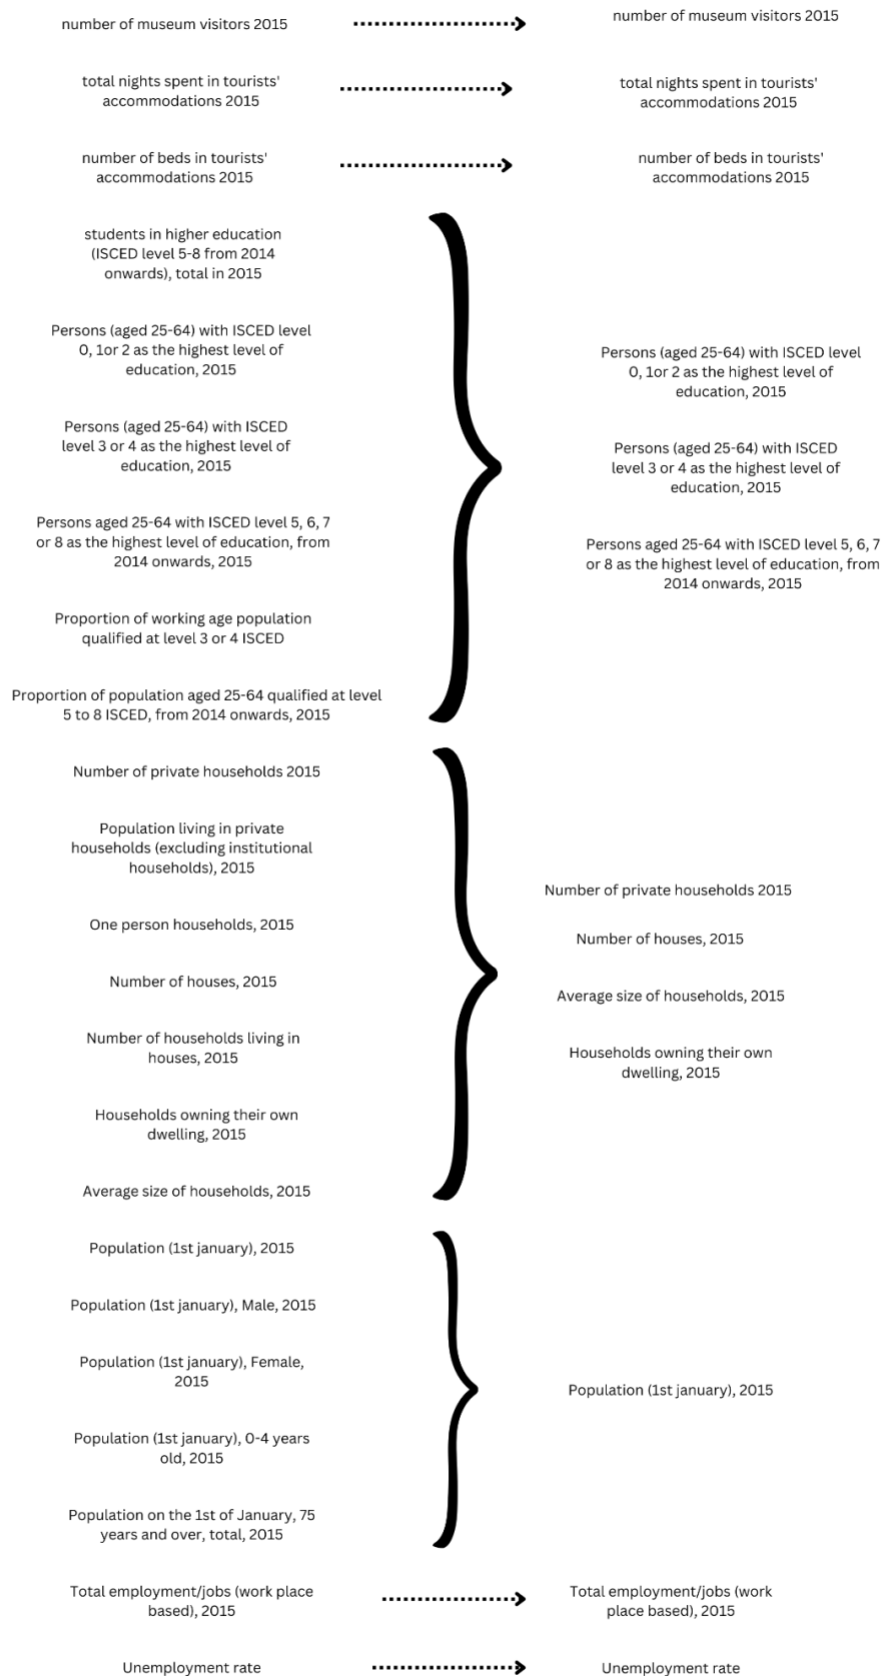 number of museum visitors 2015
number of museum visitors 2015
total nights spent in tourists'
accommodations 2015
total nights spent in tourists'
accommodations 2015
number of beds in tourists'
accommodations 2015
number of beds in tourists'
accommodations 2015
students in higher education
(ISCED level 5-8 from 2014
onwards), total in 2015
Persons (aged 25-64) with ISCED level
0, 1or 2 as the highest level of
education, 2015
Persons (aged 25-64) with ISCED
level 3 or 4 as the highest level of
education, 2015
Persons aged 25-64 with ISCED level 5, 6, 7
or 8 as the highest level of education, from
2014 onwards, 2015
Proportion of working age population
qualified at level 3 or 4 ISCED
Proportion of population aged 25-64 qualified at level
5 to 8 ISCED, from 2014 onwards, 2015
Persons (aged 25-64) with ISCED level
0, 1or 2 as the highest level of
education, 2015
Persons (aged 25-64) with ISCED
level 3 or 4 as the highest level of
education, 2015
Persons aged 25-64 with ISCED level 5, 6, 7
or 8 as the highest level of education, from
2014 onwards, 2015
Number of private households 2015
Population living in private
households (excluding institutional
households), 2015
One person households, 2015
Number of houses, 2015
Number of households living in
houses, 2015
Households owning their own
dwelling, 2015
Average size of households, 2015
Number of private households 2015
Number of houses, 2015
Average size of households, 2015
Households owning their own
dwelling, 2015
Population (1st january), 2015
Population (1st january), Male, 2015
Population (1st january), Female,
2015
Population (1st january), 0-4 years
old, 2015
Population on the 1st of January, 75
years and over, total, 2015
Population (1st january), 2015
Total employment/jobs (work place
based), 2015
Total employment/jobs (work
place based), 2015
Unemployment rate
Unemployment rate